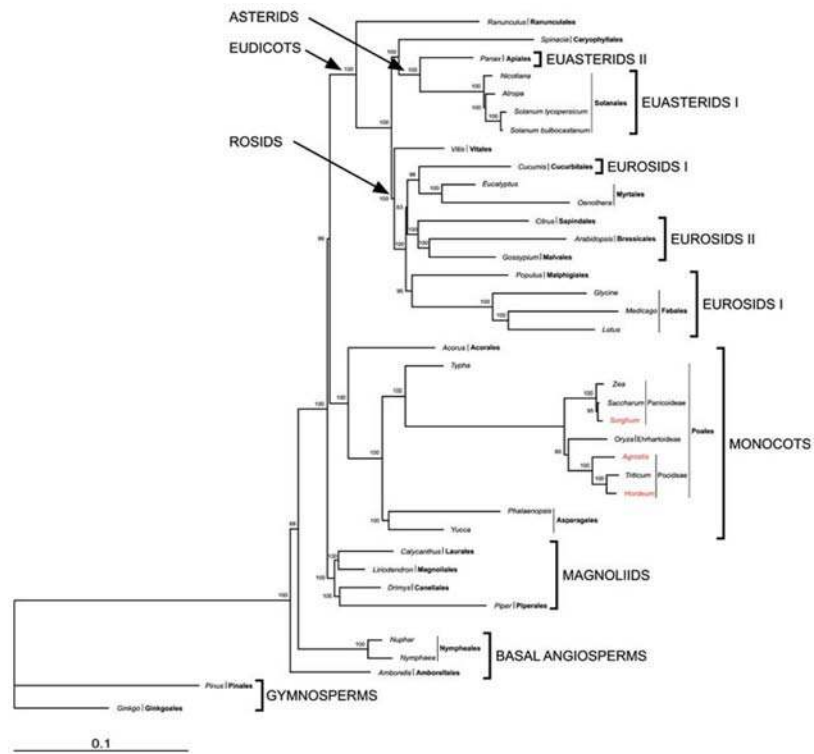 ASTERIDS
Ranunculus | Ranunculales
EUDICOTS
Spinacia | Caryophyllales
Panax | Apiales
EUASTERIDS II
Nicotiana
Atropa
Solanum lycopersicum
Solanum bulbocastanum
Solanales
EUASTERIDS I
ROSIDS
Vitis | Vitales
Cucumis | Cucurbitales
EUROSIDS I
Eucalyptus
Oenothera
Myrtales
Citrus | Sapindales
Arabidopsis | Brassicales
Gossypium | Malvales
EUROSIDS II
Populus | Malphigiales
Glycine
Medicago
Lotus
Fabales
EUROSIDS I
Acorus | Acorales
Typha
Zea
Saccharum
Sorghum
Panicoideae
Oryza | Ehrhartoideae
Agrostis
Triticum
Hordeum
Pooideae
Poales
Phalaenopsis
Yucca
Asparagales
MONOCOTS
Calycanthus | Laurales
Liriodendron | Magnoliales
Drimys | Canellales
Piper | Piperales
MAGNOLIIDS
Nuphar
Nymphaea
Nympheales
Amborella | Amborellales
BASAL ANGIOSPERMS
Pinus | Pinales
Ginkgo | Ginkgoales
GYMNOSPERMS
0.1